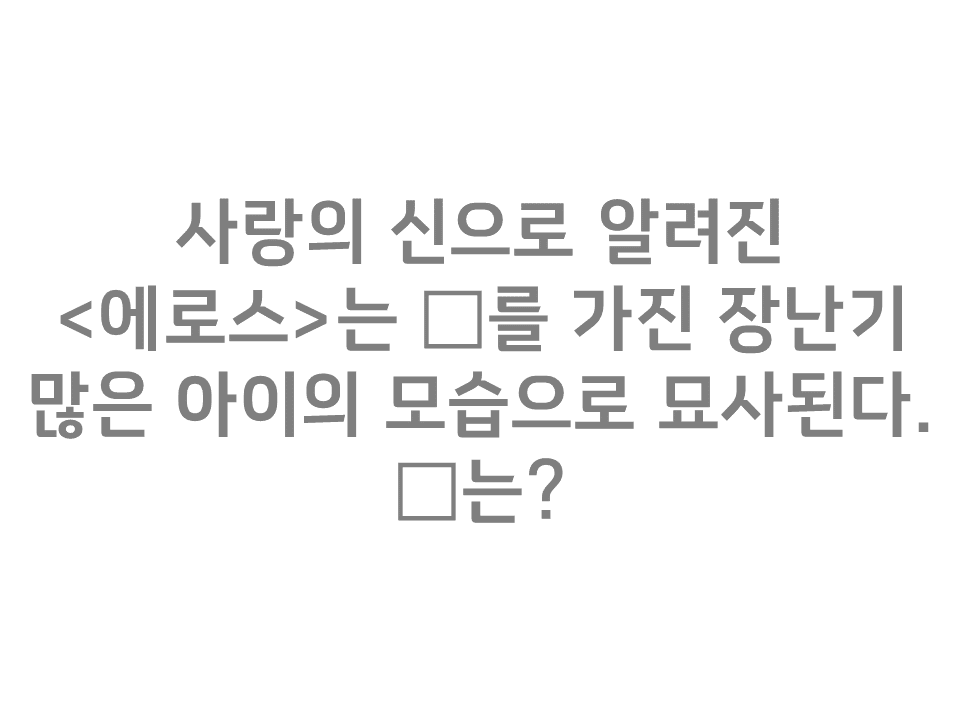 사랑의 신으로 알려진
<에로스>는 □를 가진 장난기
많은 아이의 모습으로 묘사된다.
□는?